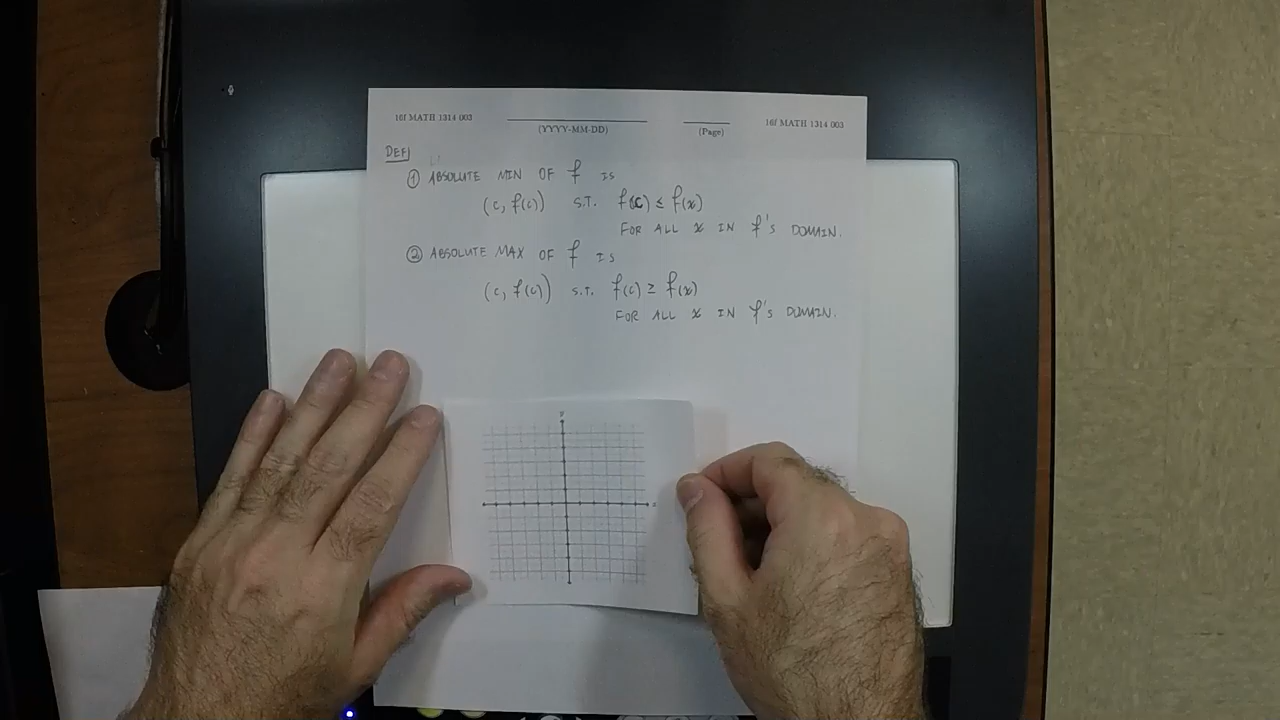 16f MATH 1314 003
(YYYY-MM-DD)
(Page)
16f MATH 1314 003
DEF
① ABSOLUTE MIN OF f IS
(c, f(c)) S.T. f(c) ≤ f(x)
FOR ALL x IN f's DOMAIN.
② ABSOLUTE MAX OF f IS
(c, f(c)) S.T. f(c) ≥ f(x)
FOR ALL x IN f's DOMAIN.
y
x